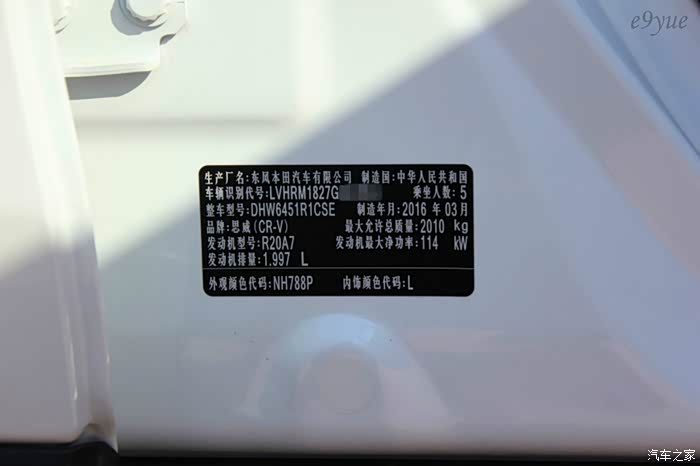 e9yue
生产厂名:东风本田汽车有限公司 制造国:中华人民共和国
车辆识别代号:LVHRM1827G 乘坐人数:5
整车型号:DHW6451R1CSE 制造年月:2016 年 03月
品牌:思威(CR-V) 最大允许总质量:2010 kg
发动机型号:R20A7 发动机最大净功率:114 kW
发动机排量:1.997 L
外观颜色代码:NH788P 内饰颜色代码:L
汽车之家